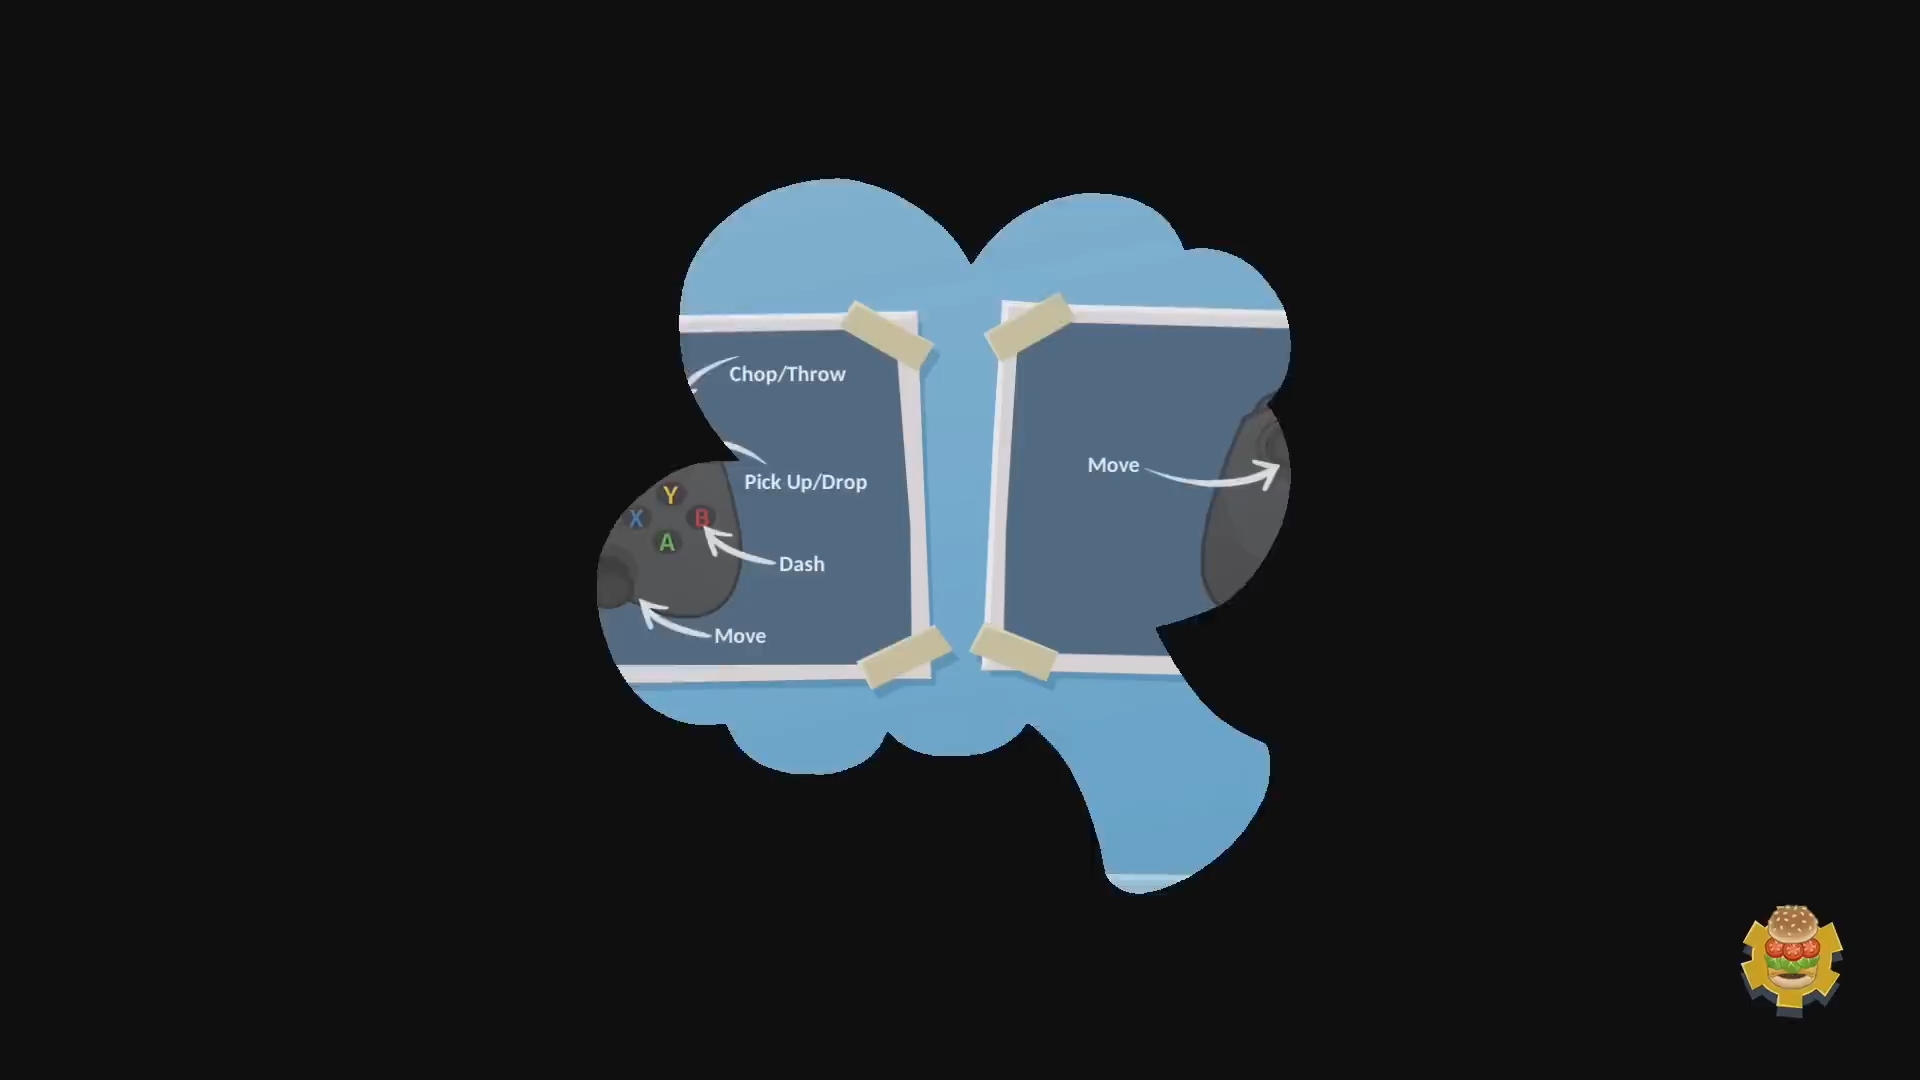 Chop/Throw
Pick Up/Drop
Y
X
B
A
Dash
Move
Move